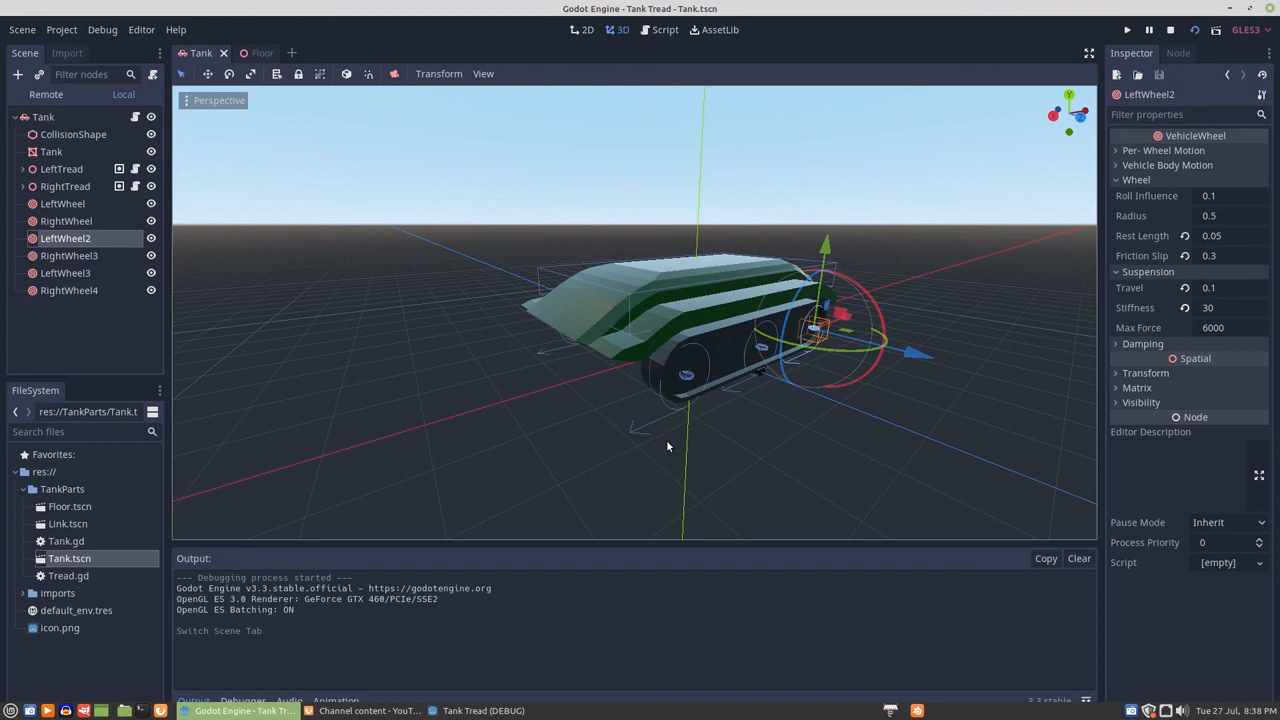 Godot Engine - Tank Tread - Tank.tscn
Scene Project Debug Editor Help
2D 3D Script AssetLib
GLES3
Scene Import
Filter nodes
Remote Local
Tank
CollisionShape
Tank
LeftTread
RightTread
LeftWheel
RightWheel
LeftWheel2
RightWheel3
LeftWheel3
RightWheel4
FileSystem
res://TankParts/Tank.t
Search files
Favorites:
res://
TankParts
Floor.tscn
Link.tscn
Tank.gd
Tank.tscn
Tread.gd
imports
default_env.tres
icon.png
Tank Floor
Transform View
Perspective
Y
X
Z
Output:
Copy Clear
--- Debugging process started ---
Godot Engine v3.3.stable.official - https://godotengine.org
OpenGL ES 3.0 Renderer: GeForce GTX 460/PCIe/SSE2
OpenGL ES Batching: ON
Switch Scene Tab
Output Debugger Audio Animation
3.3.stable
Inspector Node
LeftWheel2
Filter properties
VehicleWheel
Per- Wheel Motion
Vehicle Body Motion
Wheel
Roll Influence 0.1
Radius 0.5
Rest Length 0.05
Friction Slip 0.3
Suspension
Travel 0.1
Stiffness 30
Max Force 6000
Damping
Spatial
Transform
Matrix
Visibility
Node
Editor Description
Pause Mode Inherit
Process Priority 0
Script [empty]
Godot Engine - Tank Tr...
Channel content - YouT...
Tank Tread (DEBUG)
Tue 27 Jul, 8:38 PM